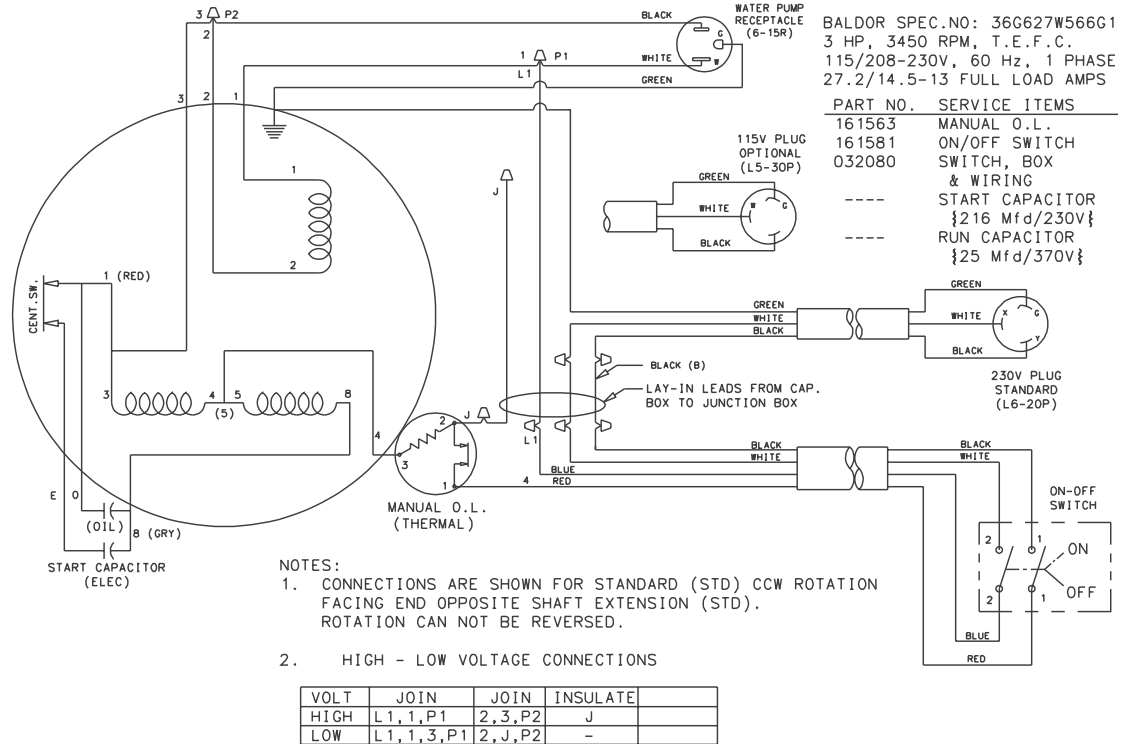 3 P2
2
BLACK
WATER PUMP
RECEPTACLE
(6-15R)
G
W
1 P1
L1
WHITE
GREEN
BALDOR SPEC.NO: 36G627W566G1
3 HP, 3450 RPM, T.E.F.C.
115/208-230V, 60 Hz, 1 PHASE
27.2/14.5-13 FULL LOAD AMPS
PART NO. SERVICE ITEMS
161563 MANUAL O.L.
161581 ON/OFF SWITCH
032080 SWITCH, BOX
& WIRING
---- START CAPACITOR
{216 Mfd/230V}
---- RUN CAPACITOR
{25 Mfd/370V}
3 2 1
1
2
J
115V PLUG
OPTIONAL
(L5-30P)
GREEN
WHITE
BLACK
W G
CENT.SW.
1 (RED)
3 4 5 8
(5)
4
GREEN
WHITE
BLACK
GREEN
WHITE
BLACK
X G
Y
230V PLUG
STANDARD
(L6-20P)
BLACK (B)
LAY-IN LEADS FROM CAP.
BOX TO JUNCTION BOX
J
2
3
1
L1
MANUAL O.L.
(THERMAL)
BLACK
WHITE
BLUE
4 RED
BLACK
WHITE
ON-OFF
SWITCH
2 1
ON
OFF
2 1
BLUE
RED
E O
(OIL)
8 (GRY)
START CAPACITOR
(ELEC)
NOTES:
1. CONNECTIONS ARE SHOWN FOR STANDARD (STD) CCW ROTATION
FACING END OPPOSITE SHAFT EXTENSION (STD).
ROTATION CAN NOT BE REVERSED.
2. HIGH - LOW VOLTAGE CONNECTIONS
VOLT JOIN JOIN INSULATE
HIGH L1,1,P1 2,3,P2 J
LOW L1,1,3,P1 2,J,P2 -